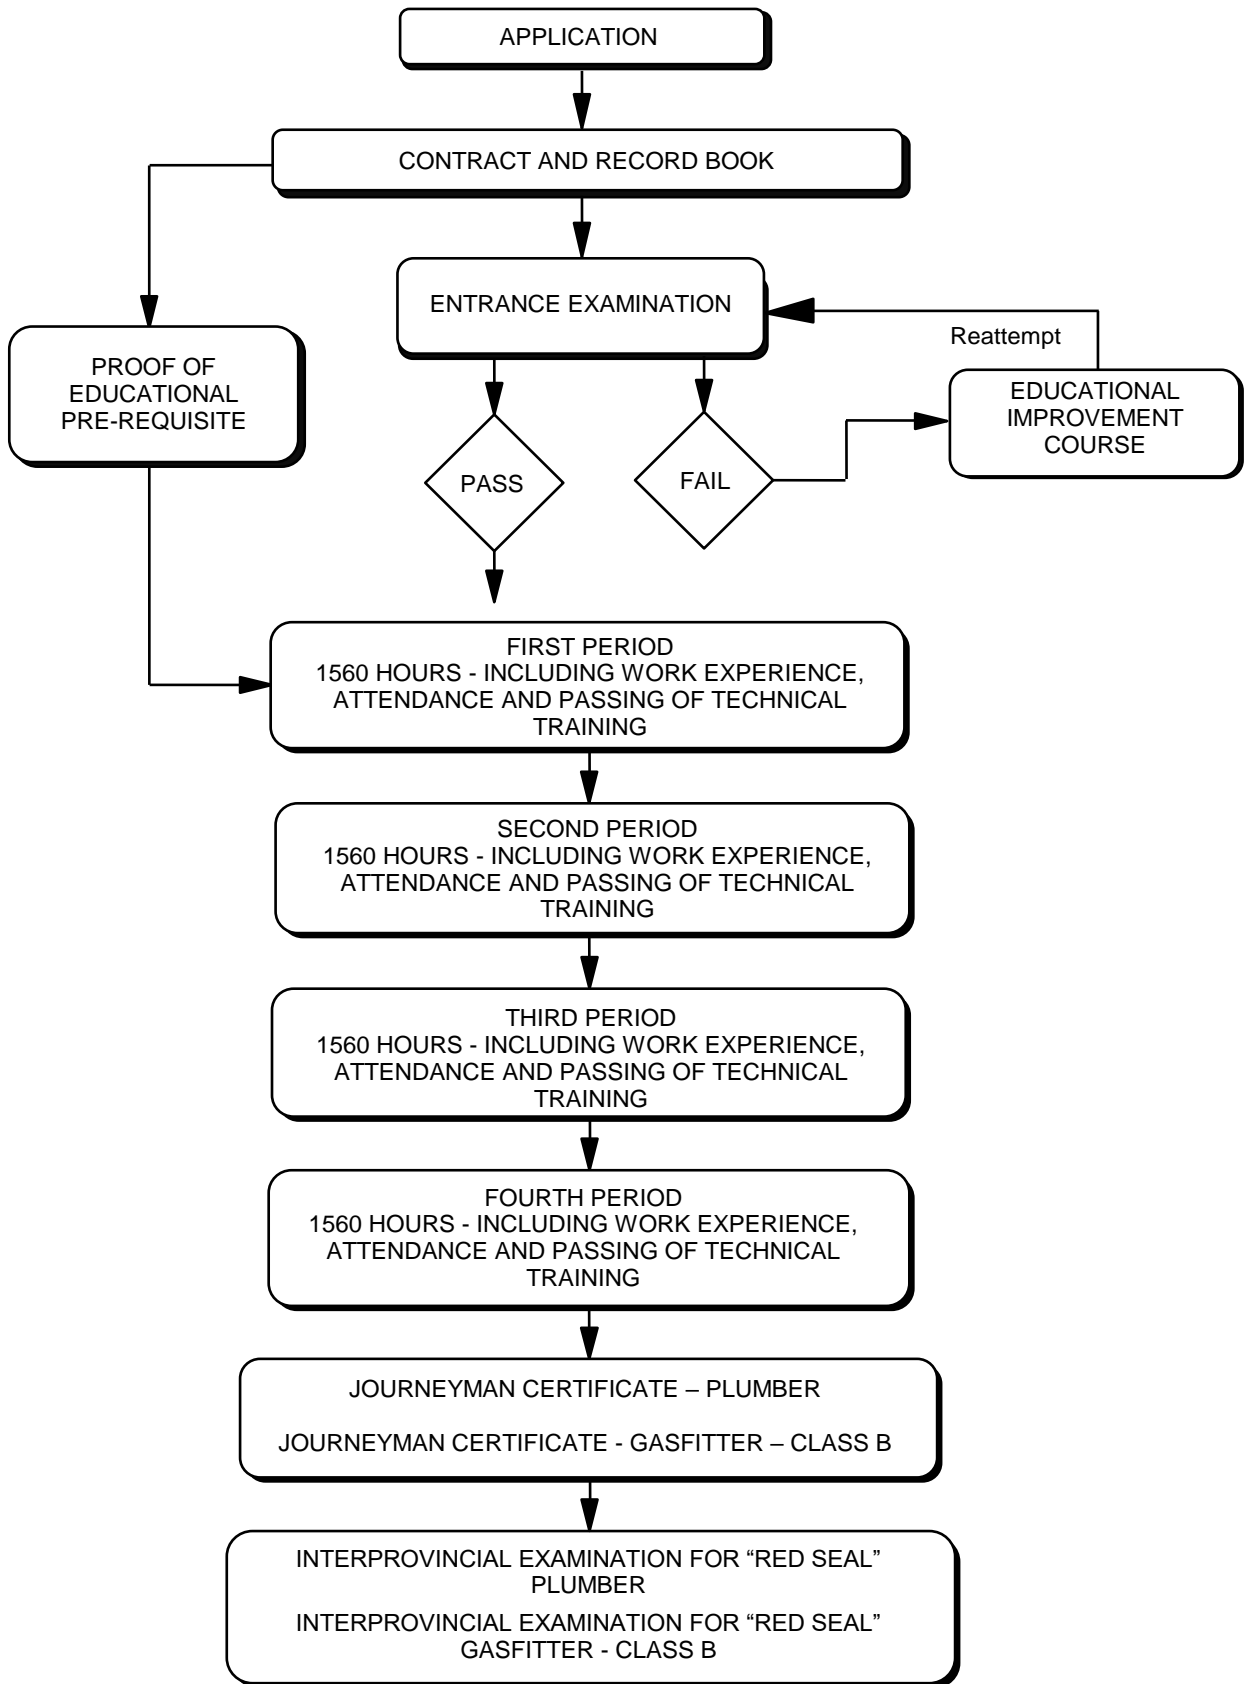 APPLICATION
CONTRACT AND RECORD BOOK
ENTRANCE EXAMINATION
Reattempt
PROOF OF
EDUCATIONAL
PRE-REQUISITE
EDUCATIONAL
IMPROVEMENT
COURSE
PASS
FAIL
FIRST PERIOD
1560 HOURS - INCLUDING WORK EXPERIENCE,
ATTENDANCE AND PASSING OF TECHNICAL
TRAINING
SECOND PERIOD
1560 HOURS - INCLUDING WORK EXPERIENCE,
ATTENDANCE AND PASSING OF TECHNICAL
TRAINING
THIRD PERIOD
1560 HOURS - INCLUDING WORK EXPERIENCE,
ATTENDANCE AND PASSING OF TECHNICAL
TRAINING
FOURTH PERIOD
1560 HOURS - INCLUDING WORK EXPERIENCE,
ATTENDANCE AND PASSING OF TECHNICAL
TRAINING
JOURNEYMAN CERTIFICATE – PLUMBER
JOURNEYMAN CERTIFICATE - GASFITTER – CLASS B
INTERPROVINCIAL EXAMINATION FOR “RED SEAL”
PLUMBER
INTERPROVINCIAL EXAMINATION FOR “RED SEAL”
GASFITTER - CLASS B